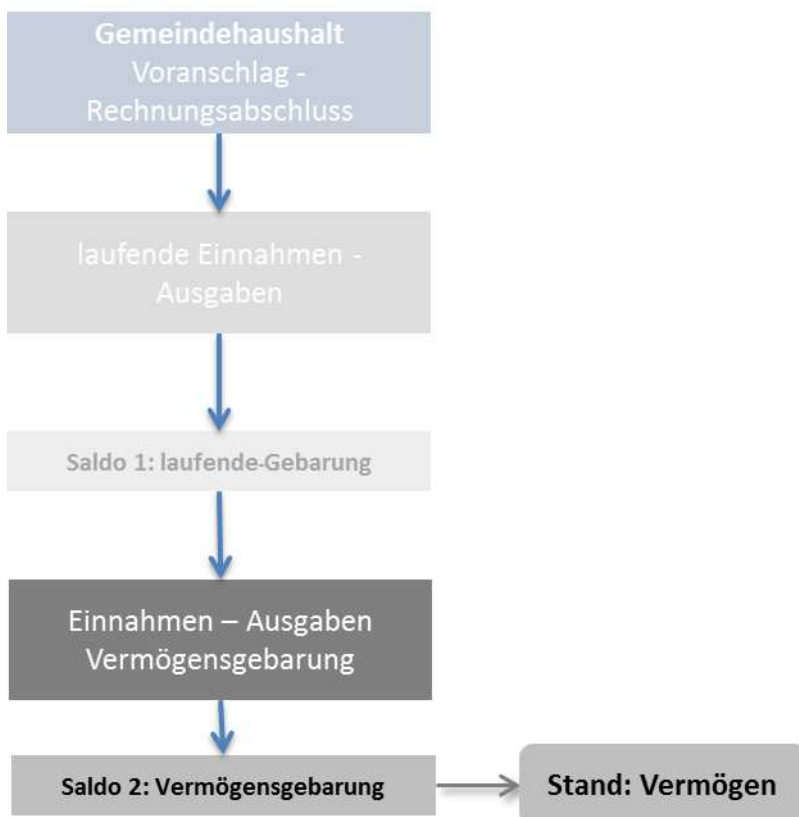 Gemeindehaushalt
Voranschlag -
Rechnungsabschluss
laufende Einnahmen -
Ausgaben
Saldo 1: laufende-Gebarung
Einnahmen – Ausgaben
Vermögensgebarung
Saldo 2: Vermögensgebarung
Stand: Vermögen